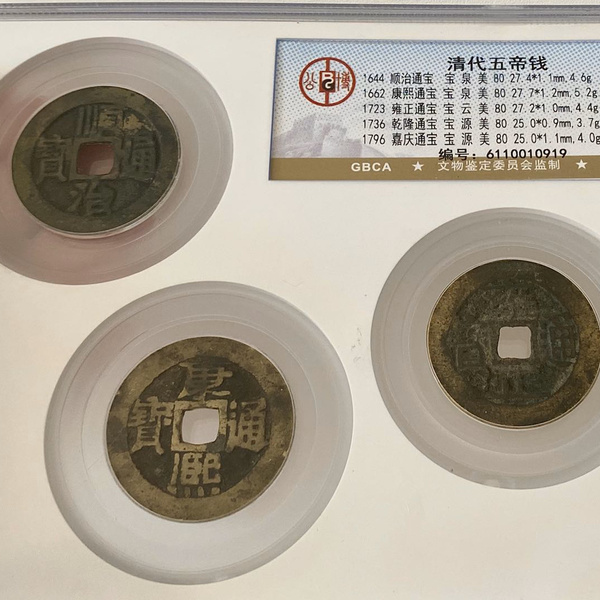 清代五帝钱
公 博
1644 顺治通宝 宝 泉 美 80 27.4*1.1mm,4.6g
1662 康熙通宝 宝 泉 美 80 27.7*1.2mm,5.2g
1723 雍正通宝 宝 云 美 80 27.2*1.0mm,4.4g
1736 乾隆通宝 宝 源 美 80 25.0*0.9mm,3.7g
1796 嘉庆通宝 宝 源 美 80 25.0*1.1mm,4.0g
编号: 6110010919
GBCA ★ 文物鉴定委员会监制 ★
順治通寶
康熙通寶